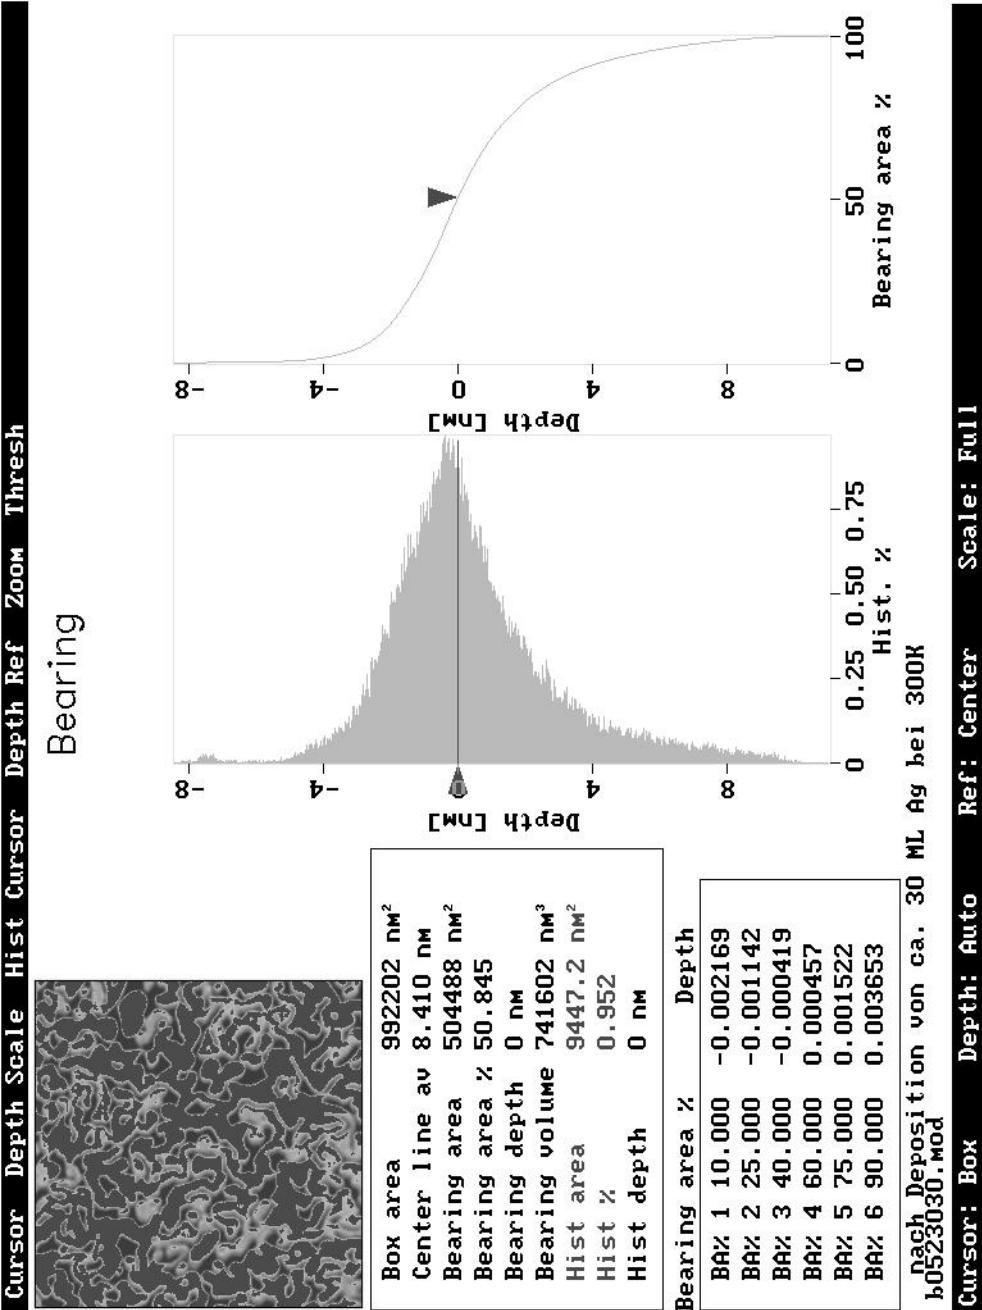 Cursor Depth Scale Hist Cursor Depth Ref Zoom Thresh
Bearing
Box area 992202 nm²
Center line av 8.410 nm
Bearing area 504488 nm²
Bearing area % 50.845
Bearing depth 0 nm
Bearing volume 741602 nm³
Hist area 9447.2 nm²
Hist % 0.952
Hist depth 0 nm
Bearing area % Depth
BA% 1 10.000 -0.002169
BA% 2 25.000 -0.001142
BA% 3 40.000 -0.000419
BA% 4 60.000 0.000457
BA% 5 75.000 0.001522
BA% 6 90.000 0.003653
Depth [nm]
-8
-4
0
4
8
0 0.25 0.50 0.75
Hist. %
Depth [nm]
-8
-4
0
4
8
0 50 100
Bearing area %
nach Deposition von ca. 30 ML Ag bei 300K
b0523030.mod
Cursor: Box Depth: Auto Ref: Center Scale: Full